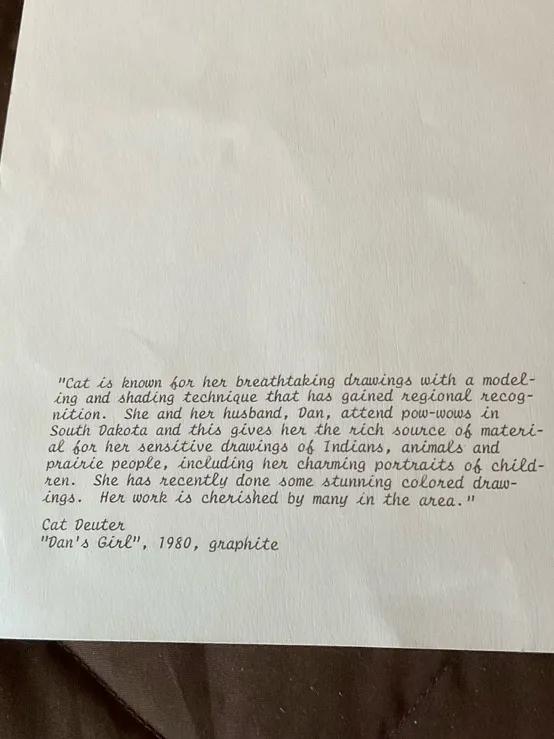 "Cat is known for her breathtaking drawings with a model-
ing and shading technique that has gained regional recog-
nition. She and her husband, Dan, attend pow-wows in
South Dakota and this gives her the rich source of materi-
al for her sensitive drawings of Indians, animals and
prairie people, including her charming portraits of child-
ren. She has recently done some stunning colored draw-
ings. Her work is cherished by many in the area."
Cat Deuter
"Dan's Girl", 1980, graphite